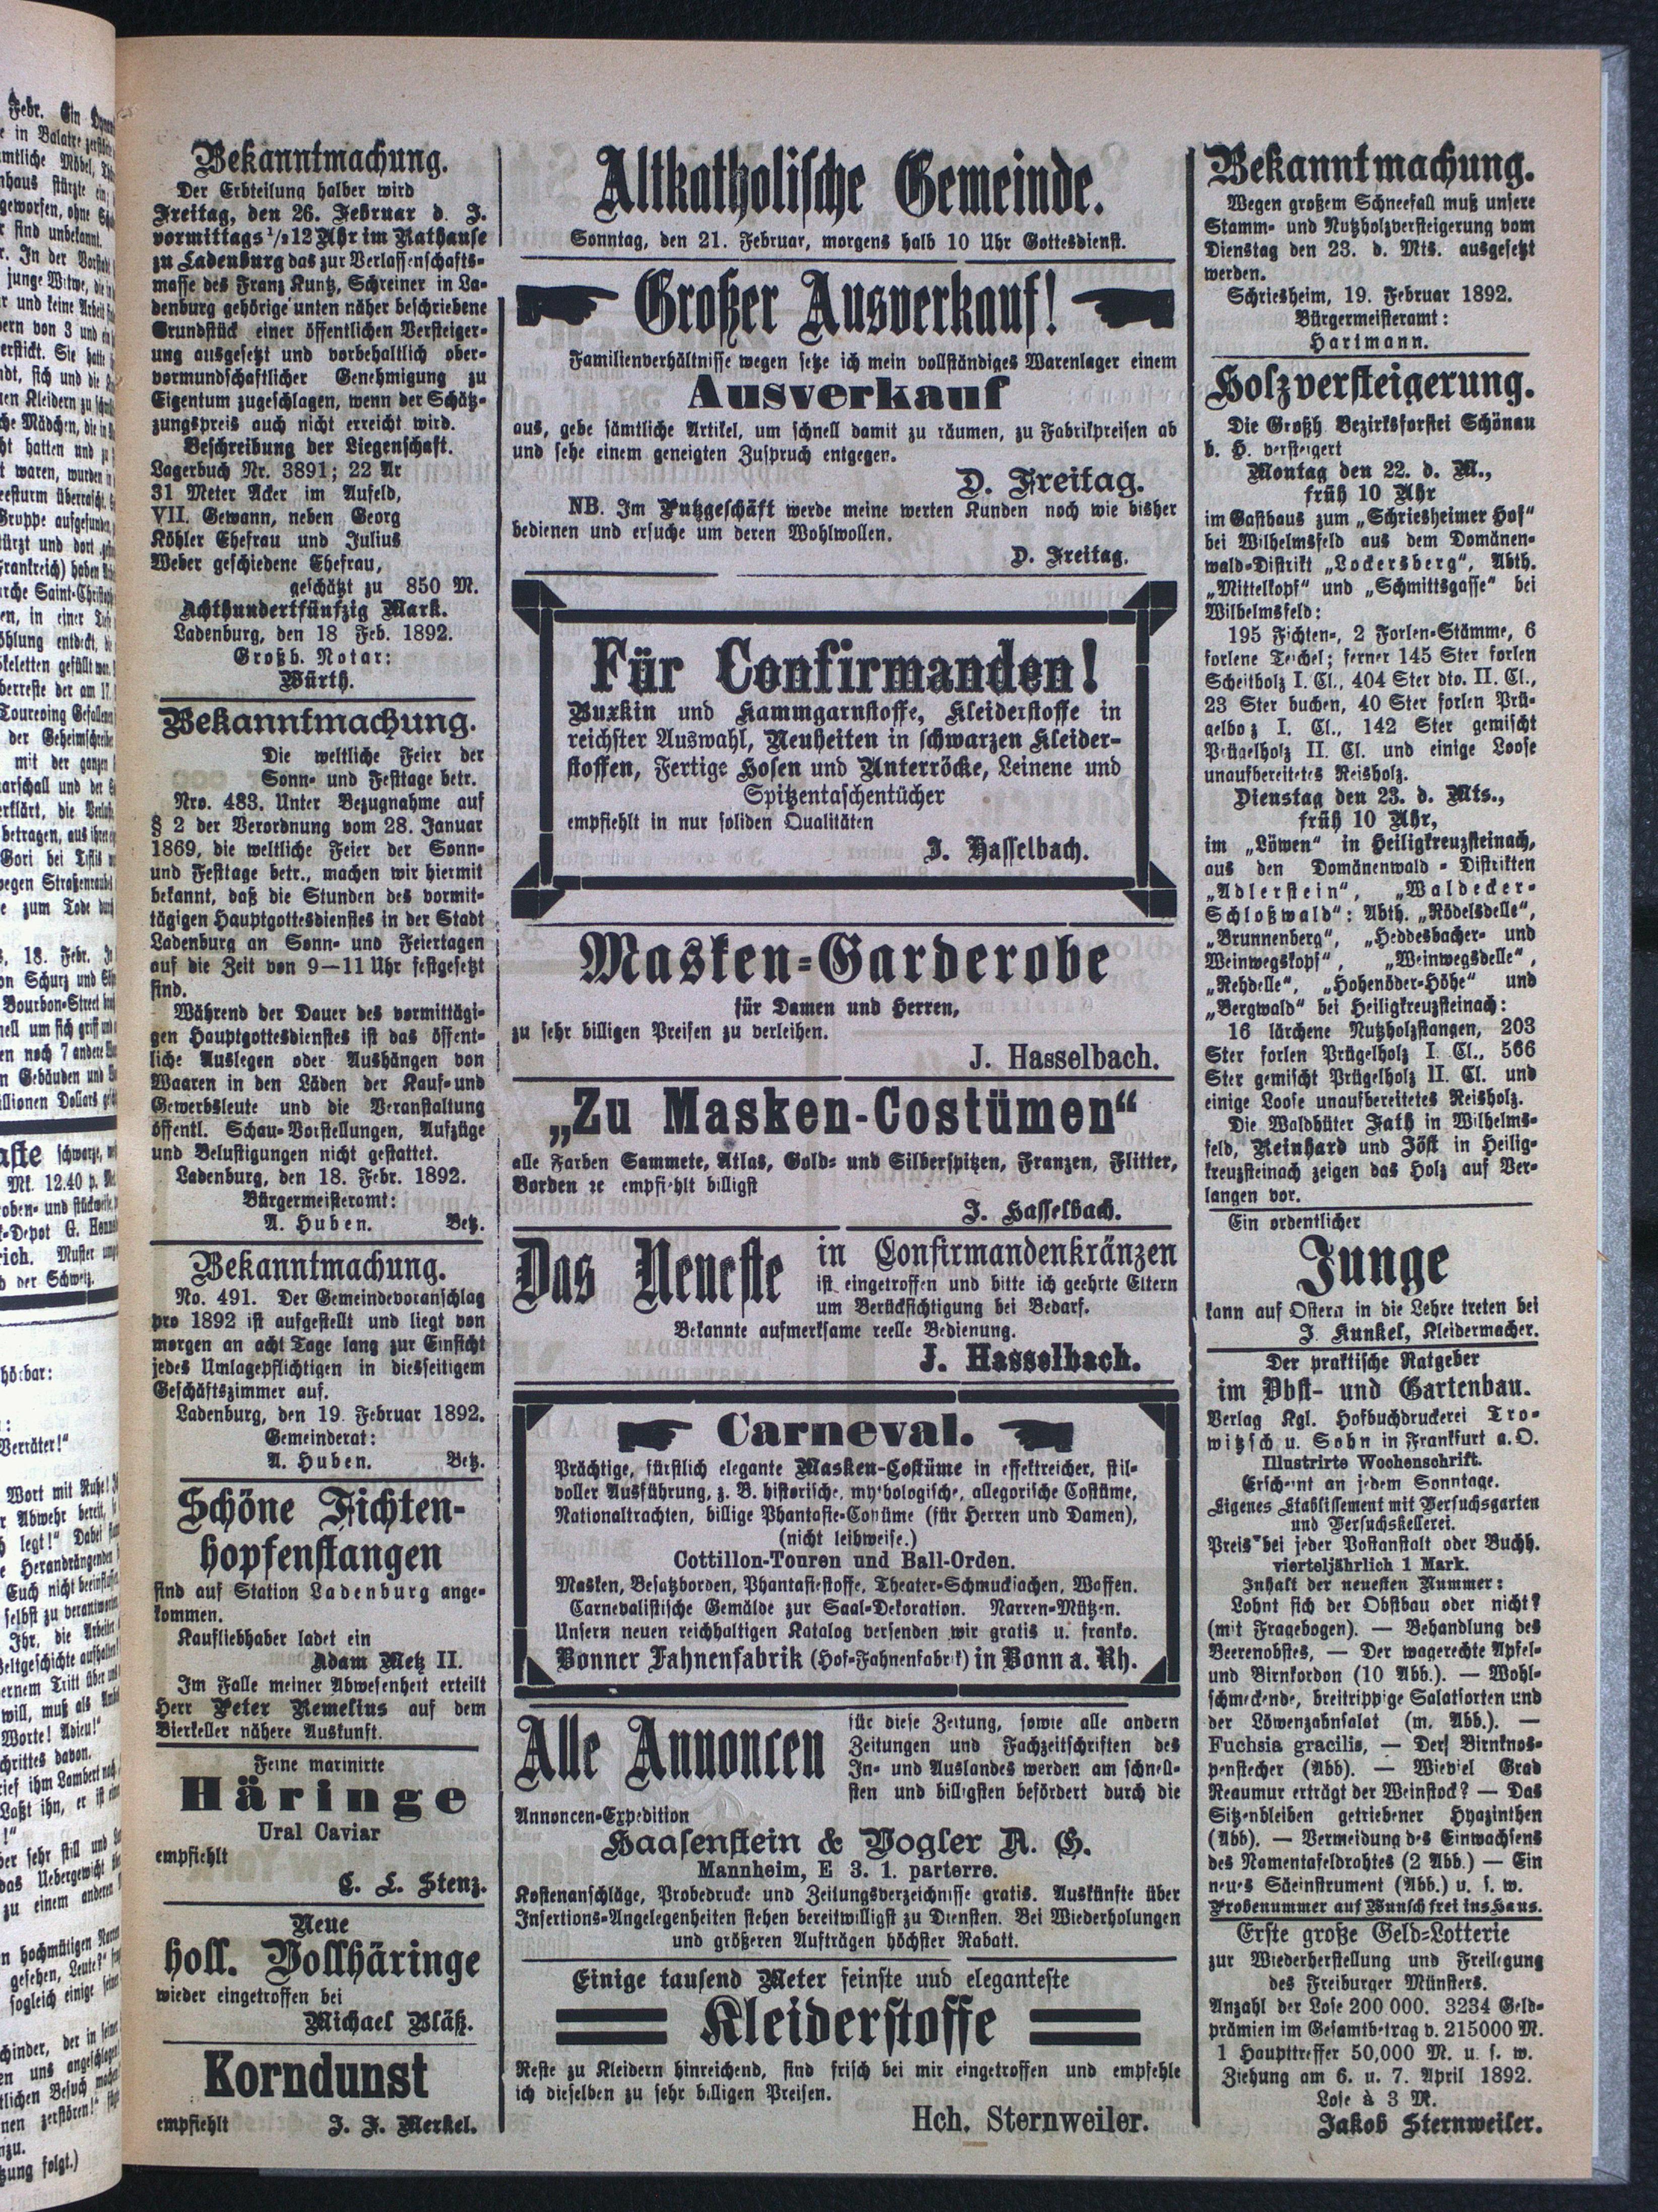 Bekanntmachung.
Der Erbteilung halber wird
Freitag, den 26. Februar d. J.
vormittags ½12 Uhr im Rathause
zu Ladenburg das zur Verlassenschafts-
masse des Franz Kuntz, Schreiner in La-
denburg gehörige unten näher beschriebene
Grundstück einer öffentlichen Versteiger-
ung ausgesetzt und vorbehaltlich ober-
vormundschaftlicher Genehmigung zu
Eigentum zugeschlagen, wenn der Schätz-
zungspreis auch nicht erreicht wird.
Beschreibung der Liegenschaft.
Lagerbuch Nr. 3891; 22 Ar
31 Meter Acker im Aufeld,
VII. Gewann, neben Georg
Köhler Ehefrau und Julius
Weber geschiedene Ehefrau,
geschätzt zu 850 M.
Achthundertfünfzig Mark.
Ladenburg, den 18 Feb. 1892.
Großh. Notar:
Würth.
Bekanntmachung.
Die weltliche Feier der
Sonn- und Festtage betr.
Nro. 483. Unter Bezugnahme auf
§ 2 der Verordnung vom 28. Januar
1869, die weltliche Feier der Sonn-
und Festtage betr., machen wir hiermit
bekannt, daß die Stunden des vormit-
tägigen Hauptgottesdienstes in der Stadt
Ladenburg an Sonn- und Feiertagen
auf die Zeit von 9—11 Uhr festgesetzt
sind.
Während der Dauer des vormittägi-
gen Hauptgottesdienstes ist das öffent-
liche Auslegen oder Aushängen von
Waaren in den Läden der Kauf- und
Gewerbsleute und die Veranstaltung
öffentl. Schau-Vorstellungen, Aufzüge
und Belustigungen nicht gestattet.
Ladenburg, den 18. Febr. 1892.
Bürgermeisteramt:
A. Huben. Betz.
Bekanntmachung.
No. 491. Der Gemeindevoranschlag
pro 1892 ist aufgestellt und liegt von
morgen an acht Tage lang zur Einsicht
jedes Umlagepflichtigen in diesseitigem
Geschäftszimmer auf.
Ladenburg, den 19. Februar 1892.
Gemeinderat:
A. Huben. Betz.
Schöne Fichten-
hopfenstangen
sind auf Station Ladenburg ange-
kommen.
Kaufliebhaber ladet ein
Adam Metz II.
Im Falle meiner Abwesenheit erteilt
Herr Peter Remelius auf dem
Bierkeller nähere Auskunft.
Feine marinirte
Häringe
Ural Caviar
empfiehlt
C. L. Stenz.
Neue
holl. Vollhäringe
wieder eingetroffen bei
Michael Bläß.
Korndunst
empfiehlt J. F. Merkel.
Altkatholische Gemeinde.
Sonntag, den 21. Februar, morgens halb 10 Uhr Gottesdienst.
Großer Ausverkauf!
Familienverhältnisse wegen setze ich mein vollständiges Warenlager einem
Ausverkauf
aus, gebe sämtliche Artikel, um schnell damit zu räumen, zu Fabrikpreisen ab
und sehe einem geneigten Zuspruch entgegen.
D. Freitag.
NB. Im Putzgeschäft werde meine werten Kunden noch wie bisher
bedienen und ersuche um deren Wohlwollen.
D. Freitag.
Für Confirmanden!
Buxkin und Kammgarnstoffe, Kleiderstoffe in
reichster Auswahl, Neuheiten in schwarzen Kleider-
stoffen, Fertige Hosen und Unterröcke, Leinene und
Spitzentaschentücher
empfiehlt in nur soliden Qualitäten
J. Hasselbach.
Masken-Garderobe
für Damen und Herren,
zu sehr billigen Preisen zu verleihen.
J. Hasselbach.
„Zu Masken-Costümen“
alle Farben Sammete, Atlas, Gold- und Silberspitzen, Franzen, Flitter,
Borden ꝛc empfiehlt billigst
J. Hasselbach.
Das Neueste
in Confirmandenkränzen
ist eingetroffen und bitte ich geehrte Eltern
um Berücksichtigung bei Bedarf.
Bekannte aufmerksame reelle Bedienung.
J. Hasselbach.
Carneval.
Prächtige, fürstlich elegante Masken-Costüme in effektreicher, stil-
voller Ausführung, z. B. historische, mythologische, allegorische Costüme,
Nationaltrachten, billige Phantasie-Costüme (für Herren und Damen),
(nicht leihweise.)
Cottillon-Touren und Ball-Orden.
Masken, Besatzborden, Phantasiestoffe, Theater-Schmucksachen, Waffen.
Carnevalistische Gemälde zur Saal-Dekoration. Narren-Mützen.
Unsern neuen reichhaltigen Katalog versenden wir gratis u. franko.
Bonner Fahnenfabrik (Hof-Fahnenfabrik) in Bonn a. Rh.
Alle Annoncen
für diese Zeitung, sowie alle andern
Zeitungen und Fachzeitschriften des
In- und Auslandes werden am schnell-
sten und billigsten befördert durch die
Annoncen-Expedition
Haasenstein & Vogler A. G.
Mannheim, E 3. 1. parterre.
Kostenanschläge, Probedrucke und Zeitungsverzeichnisse gratis. Auskünfte über
Insertions-Angelegenheiten stehen bereitwilligst zu Diensten. Bei Wiederholungen
und größeren Aufträgen höchster Rabatt.
Einige tausend Meter feinste und eleganteste
Kleiderstoffe
Reste zu Kleidern hinreichend, sind frisch bei mir eingetroffen und empfehle
ich dieselben zu sehr billigen Preisen.
Hch. Sternweiler.
Bekanntmachung.
Wegen großem Schneefall muß unsere
Stamm- und Nutzholzversteigerung vom
Dienstag den 23. d. Mts. ausgesetzt
werden.
Schriesheim, 19. Februar 1892.
Bürgermeisteramt:
Hartmann.
Holzversteigerung.
Die Großh. Bezirksforstei Schönau
b. H. versteigert
Montag den 22. d. M.,
früh 10 Uhr
im Gasthaus zum „Schriesheimer Hof“
bei Wilhelmsfeld aus dem Domänen-
wald-Distrikt „Lockersberg“, Abth.
„Mittelkopf“ und „Schmittsgasse“ bei
Wilhelmsfeld:
195 Fichten-, 2 Forlen-Stämme, 6
forlene Teichel; ferner 145 Ster forlen
Scheitholz I. Cl., 404 Ster dto. II. Cl.,
23 Ster buchen, 40 Ster forlen Prü-
gelholz I. Cl., 142 Ster gemischt
Prügelholz II. Cl. und einige Loose
unaufbereitetes Reisholz.
Dienstag den 23. d. Mts.,
früh 10 Uhr,
im „Löwen“ in Heiligkreuzsteinach,
aus den Domänenwald-Distrikten
„Adlerstein“, „Waldecker-
Schloßwald“: Abth. „Rödelsdelle“,
„Brunnenberg“, „Heddesbacher- und
Weinwegskopf“, „Weinwegsdelle“,
„Rehdelle“, „Hohenöder-Höhe“ und
„Bergwald“ bei Heiligkreuzsteinach:
16 lärchene Nutzholzstangen, 203
Ster forlen Prügelholz I. Cl., 566
Ster gemischt Prügelholz II. Cl. und
einige Loose unaufbereitetes Reisholz.
Die Waldhüter Fath in Wilhelms-
feld, Reinhard und Jöst in Heilig-
kreuzsteinach zeigen das Holz auf Ver-
langen vor.
Ein ordentlicher
Junge
kann auf Ostern in die Lehre treten bei
J. Kunkel, Kleidermacher.
Der praktische Ratgeber
im Obst- und Gartenbau.
Verlag Kgl. Hofbuchdruckerei Tro-
witzsch u. Sohn in Frankfurt a. O.
Illustrirte Wochenschrift.
Erscheint an jedem Sonntage.
Eigenes Etablissement mit Versuchsgarten
und Versuchskellerei.
Preis bei jeder Postanstalt oder Buchh.
vierteljährlich 1 Mark.
Inhalt der neuesten Nummer:
Lohnt sich der Obstbau oder nicht?
(mit Fragebogen). — Behandlung des
Beerenobstes, — Der wagerechte Apfel-
und Birnkordon (10 Abb.). — Wohl-
schmeckende, breitrippige Salatsorten und
der Löwenzahnsalat (m. Abb.). —
Fuchsia gracilis, — Der Birnknos-
penstecher (Abb). — Wieviel Grad
Reaumur erträgt der Weinstock? — Das
Sitzenbleiben getriebener Hyazinthen
(Abb). — Vermeidung des Einwachsens
des Namentafeldrahtes (2 Abb.) — Ein
neues Säeinstrument (Abb.) u. s. w.
Probenummer auf Wunsch frei ins Haus.
Erste große Geld-Lotterie
zur Wiederherstellung und Freilegung
des Freiburger Münsters.
Anzahl der Lose 200 000. 3234 Geld-
prämien im Gesamtbetrag v. 215000 M.
1 Haupttreffer 50,000 M. u. s. w.
Ziehung am 6. u. 7. April 1892.
Lose à 3 M.
Jakob Sternweiler.